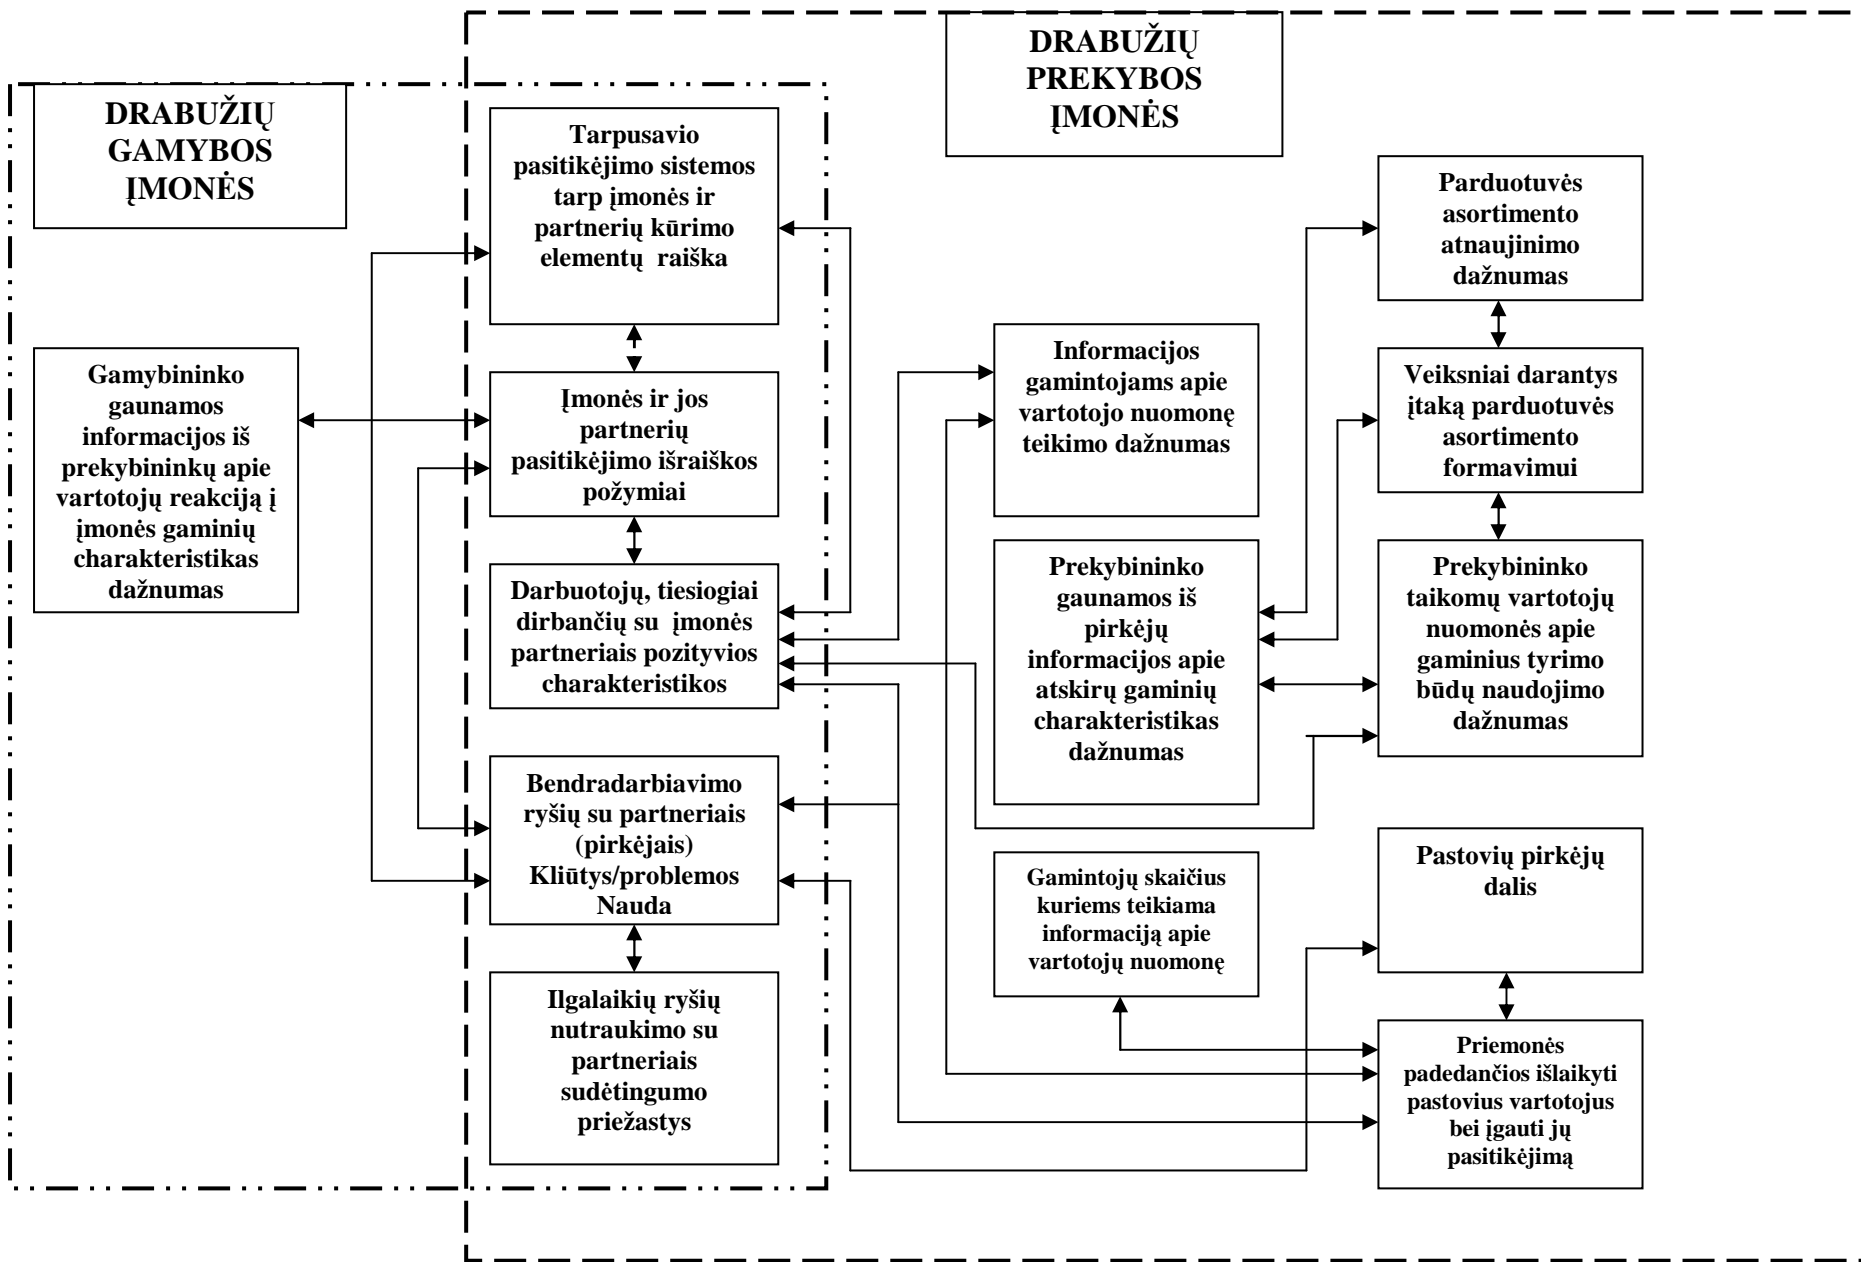 DRABUŽIŲ
PREKYBOS
ĮMONĖS
DRABUŽIŲ
GAMYBOS
ĮMONĖS
Tarpusavio
pasitikėjimo sistemos
tarp įmonės ir
partnerių kūrimo
elementų raiška
Parduotuvės
asortimento
atnaujinimo
dažnumas
Gamybininko
gaunamos
informacijos iš
prekybininkų apie
vartotojų reakciją į
įmonės gaminių
charakteristikas
dažnumas
Įmonės ir jos
partnerių
pasitikėjimo išraiškos
požymiai
Informacijos
gamintojams apie
vartotojo nuomonę
teikimo dažnumas
Veiksniai darantys
įtaką parduotuvės
asortimento
formavimui
Darbuotojų, tiesiogiai
dirbančių su įmonės
partneriais pozityvios
charakteristikos
Prekybininko
gaunamos iš
pirkėjų
informacijos apie
atskirų gaminių
charakteristikas
dažnumas
Prekybininko
taikomų vartotojų
nuomonės apie
gaminius tyrimo
būdų naudojimo
dažnumas
Bendradarbiavimo
ryšių su partneriais
(pirkėjais)
Kliūtys/problemos
Nauda
Gamintojų skaičius
kuriems teikiama
informaciją apie
vartotojų nuomonę
Pastovių pirkėjų
dalis
Ilgalaikių ryšių
nutraukimo su
partneriais
sudėtingumo
priežastys
Priemonės
padedančios išlaikyti
pastovius vartotojus
bei įgauti jų
pasitikėjimą